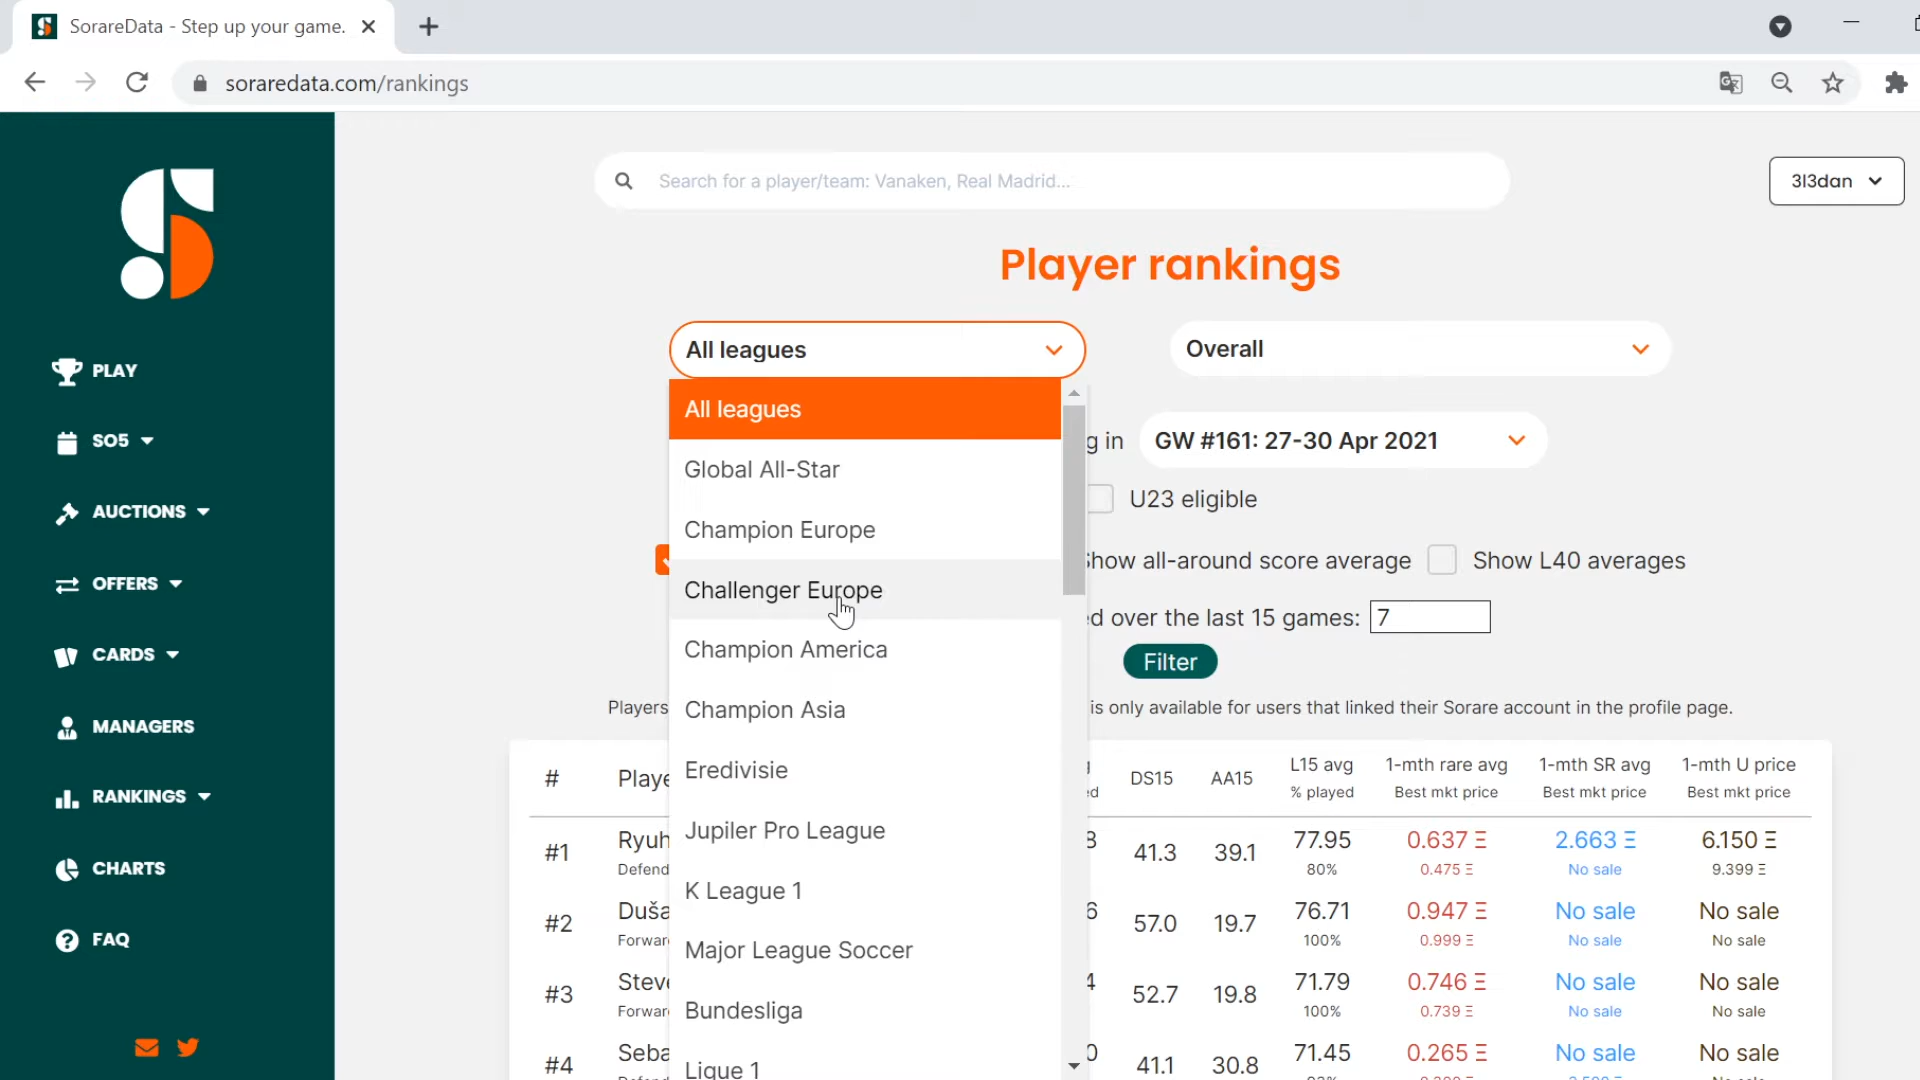 SorareData - Step up your game.
soraredata.com/rankings
Search for a player/team: Vanaken, Real Madrid...
3l3dan
Player rankings
PLAY
SO5
AUCTIONS
OFFERS
CARDS
MANAGERS
RANKINGS
CHARTS
FAQ
All leagues
Overall
All leagues
Global All-Star
Champion Europe
Challenger Europe
Champion America
Champion Asia
Eredivisie
Jupiler Pro League
K League 1
Major League Soccer
Bundesliga
Ligue 1
g in GW #161: 27-30 Apr 2021
U23 eligible
how all-around score average Show L40 averages
d over the last 15 games: 7
Filter
Players is only available for users that linked their Sorare account in the profile page.
# Playe DS15 AA15 L15 avg 1-mth rare avg 1-mth SR avg 1-mth U price
ed % played Best mkt price Best mkt price Best mkt price
#1 Ryuh 8 41.3 39.1 77.95 0.637 Ξ 2.663 Ξ 6.150 Ξ
Defend 80% 0.475 Ξ No sale 9.399 Ξ
#2 Duša 6 57.0 19.7 76.71 0.947 Ξ No sale No sale
Forwar 100% 0.999 Ξ No sale No sale
#3 Steve 4 52.7 19.8 71.79 0.746 Ξ No sale No sale
Forwar 100% 0.739 Ξ No sale No sale
#4 Seba 0 41.1 30.8 71.45 0.265 Ξ No sale No sale